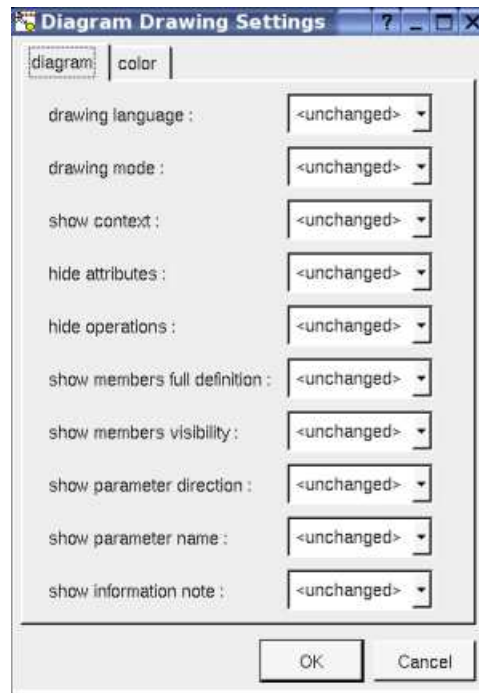 Diagram Drawing Settings ? _ □ X
diagram color
drawing language : <unchanged>
drawing mode : <unchanged>
show context : <unchanged>
hide attributes : <unchanged>
hide operations : <unchanged>
show members full definition : <unchanged>
show members visibility : <unchanged>
show parameter direction : <unchanged>
show parameter name : <unchanged>
show information note : <unchanged>
OK Cancel